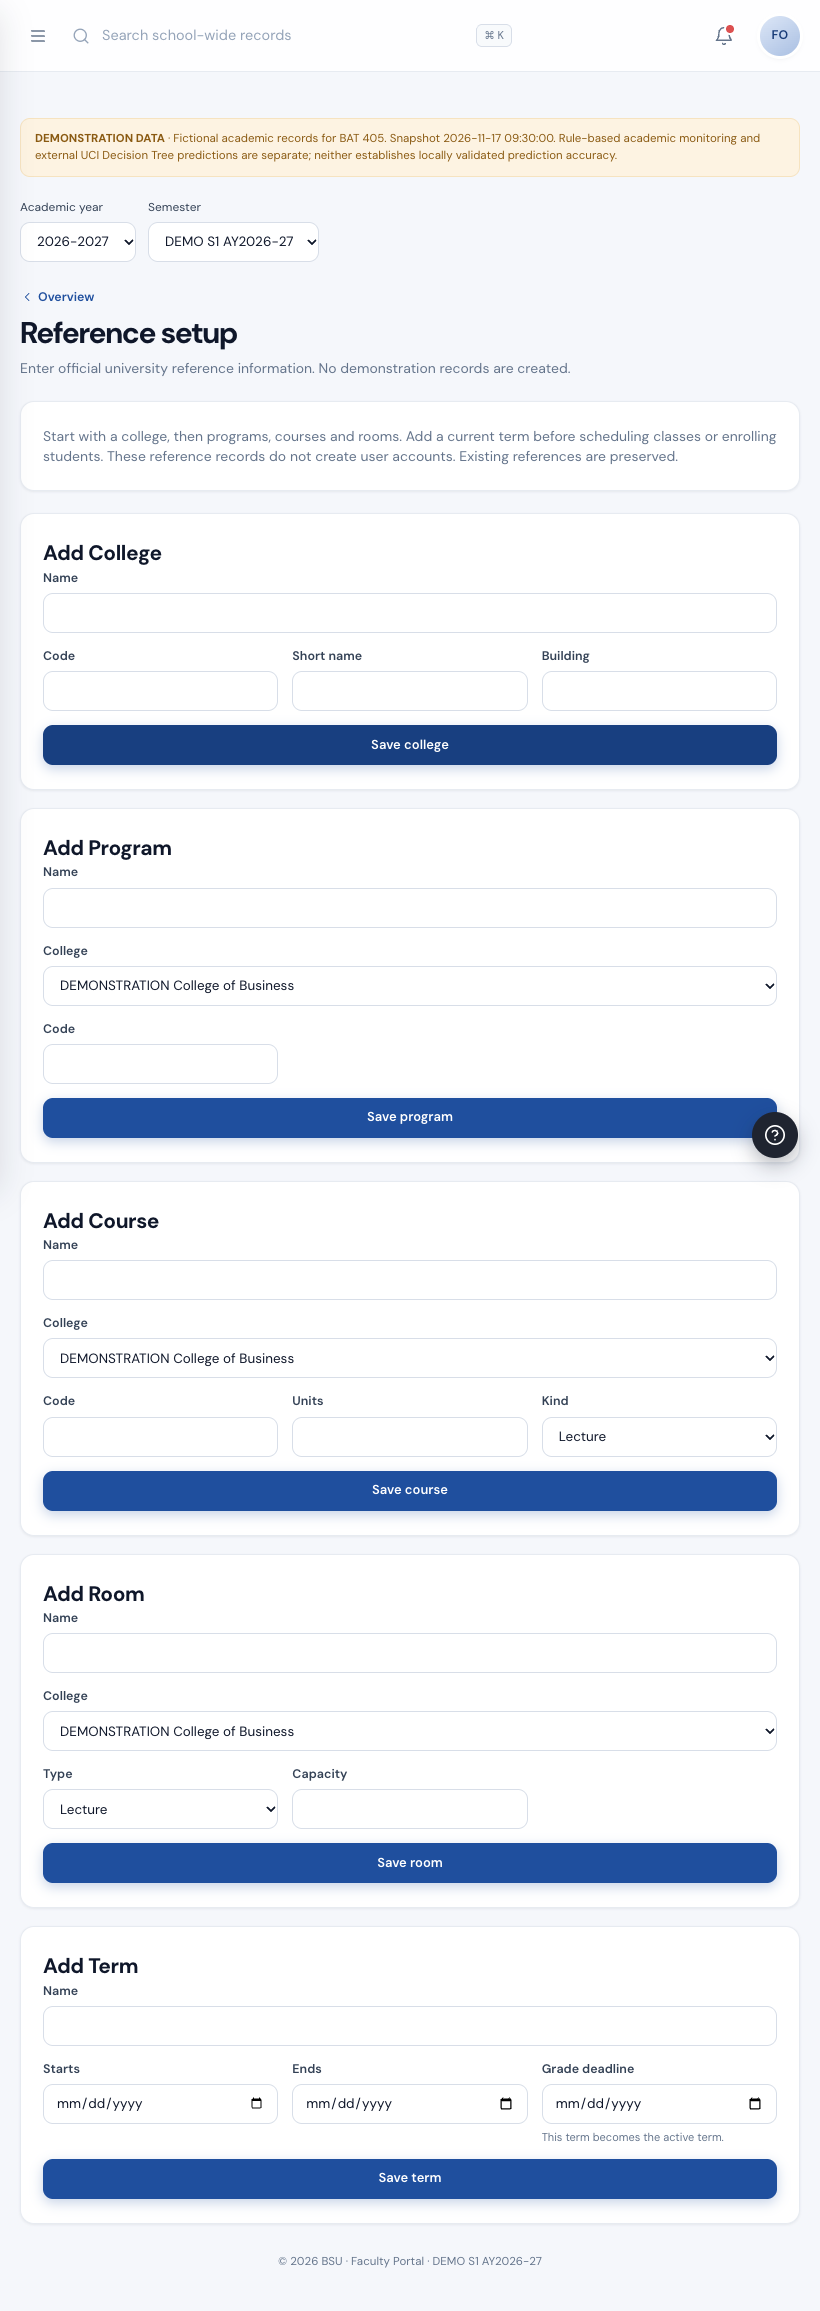 Search school-wide records
⌘ K
FO
DEMONSTRATION DATA · Fictional academic records for BAT 405. Snapshot 2026-11-17 09:30:00. Rule-based academic monitoring and
external UCI Decision Tree predictions are separate; neither establishes locally validated prediction accuracy.
Academic year
Semester
2026-2027
DEMO S1 AY2026-27
Overview
Reference setup
Enter official university reference information. No demonstration records are created.
Start with a college, then programs, courses and rooms. Add a current term before scheduling classes or enrolling
students. These reference records do not create user accounts. Existing references are preserved.
Add College
Name
Code
Short name
Building
Save college
Add Program
Name
College
DEMONSTRATION College of Business
Code
Save program
Add Course
Name
College
DEMONSTRATION College of Business
Code
Units
Kind
Lecture
Save course
Add Room
Name
College
DEMONSTRATION College of Business
Type
Capacity
Lecture
Save room
Add Term
Name
Starts
Ends
Grade deadline
mm/dd/yyyy
mm/dd/yyyy
mm/dd/yyyy
This term becomes the active term.
Save term
© 2026 BSU · Faculty Portal · DEMO S1 AY2026-27